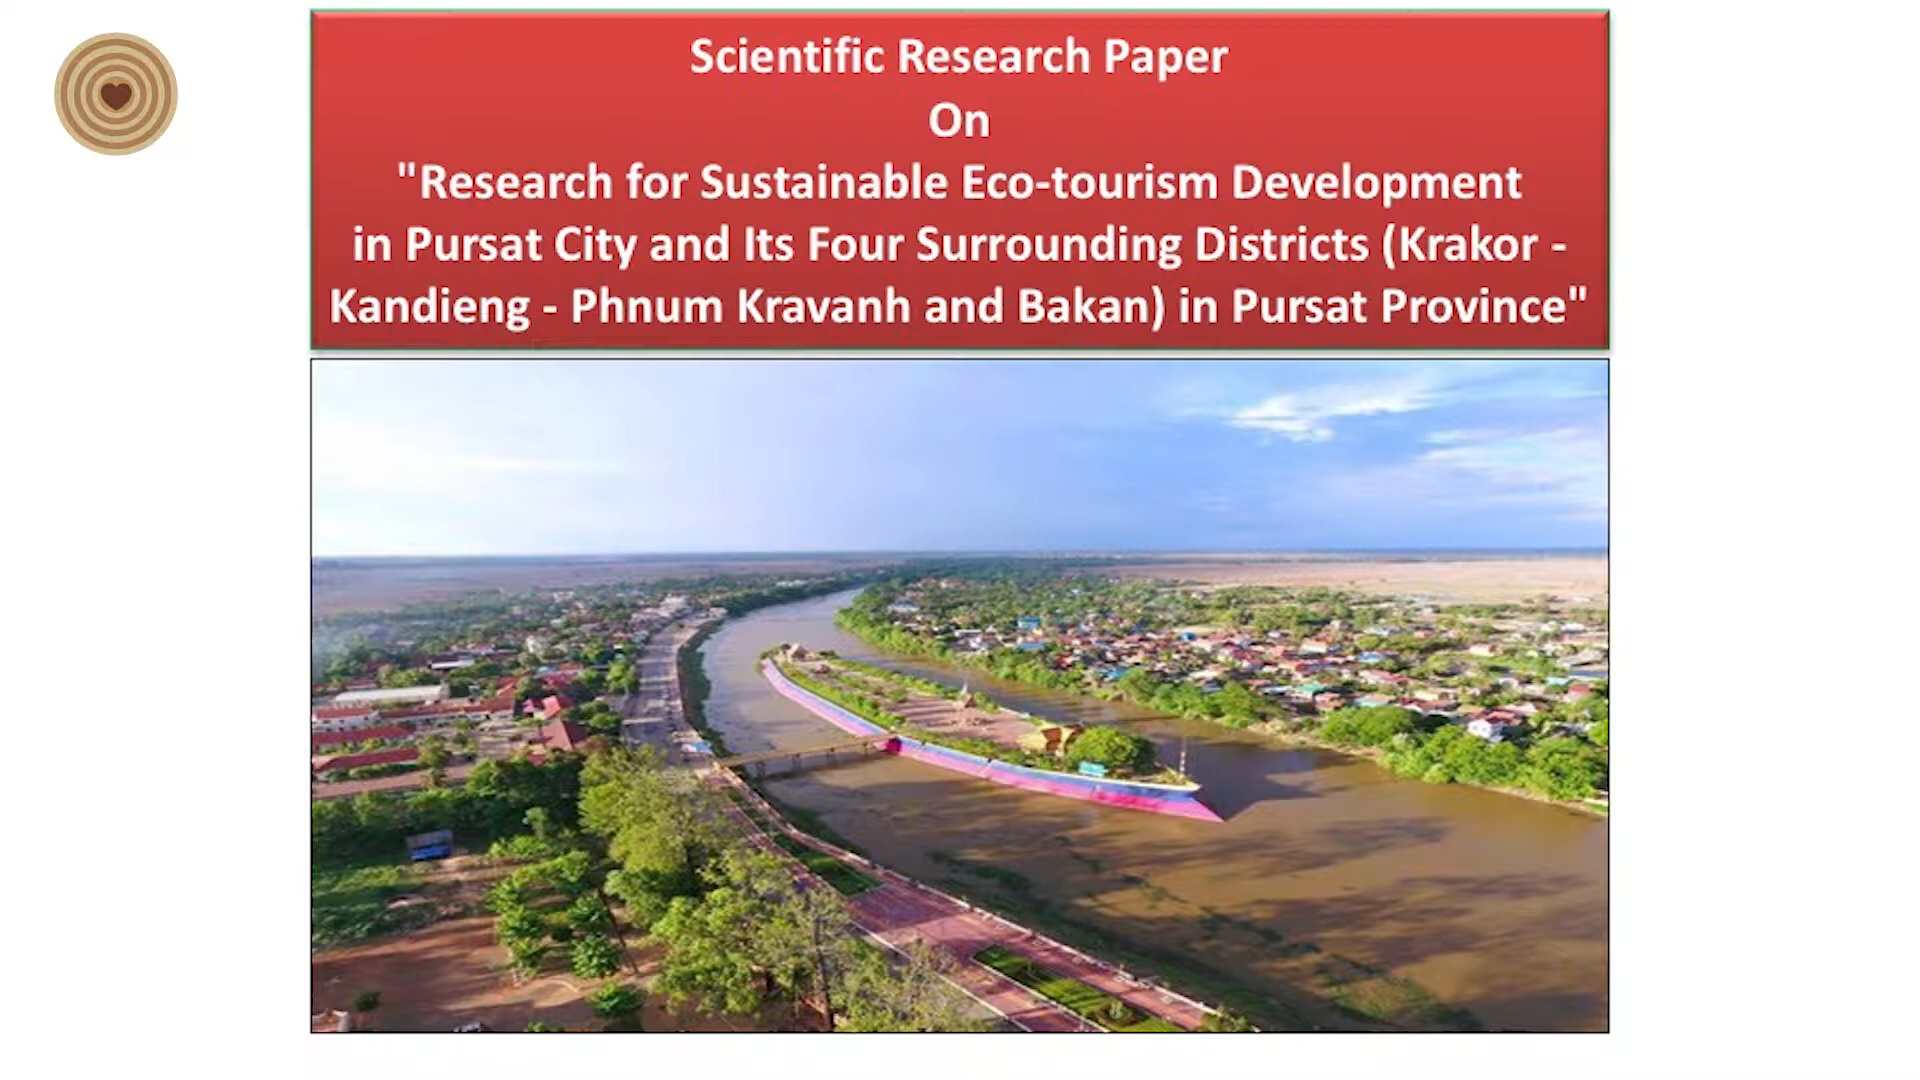 Scientific Research Paper
On
"Research for Sustainable Eco-tourism Development
in Pursat City and Its Four Surrounding Districts (Krakor -
Kandieng - Phnum Kravanh and Bakan) in Pursat Province"